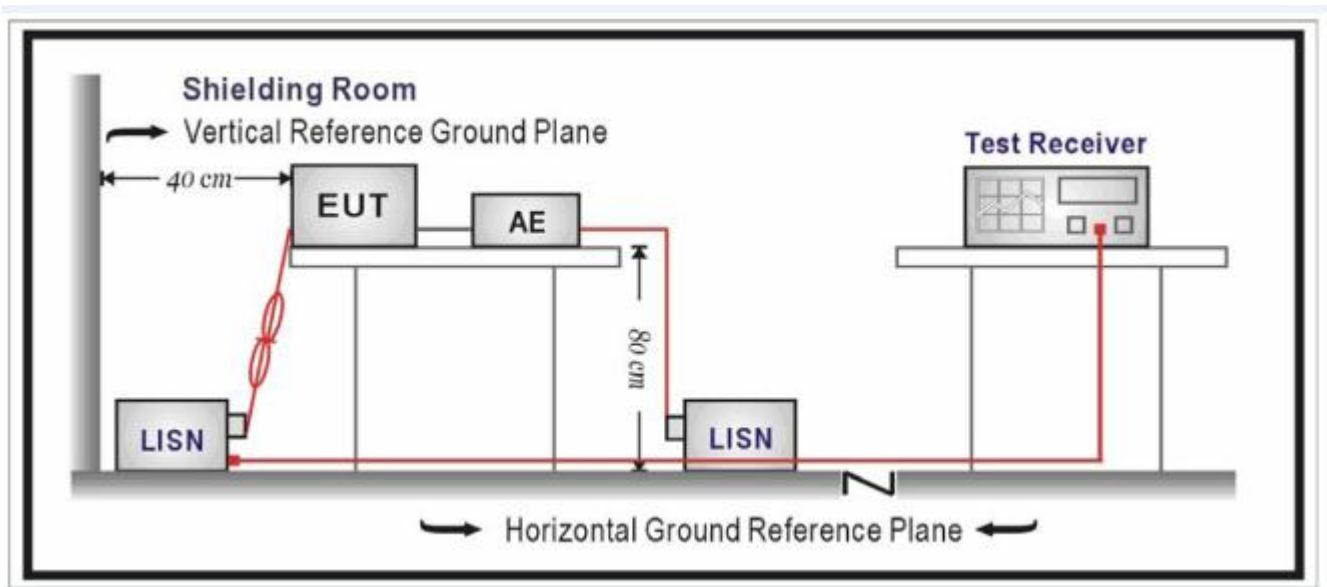 Shielding Room
Vertical Reference Ground Plane
Test Receiver
40 cm
EUT
AE
80 cm
LISN
LISN
Horizontal Ground Reference Plane